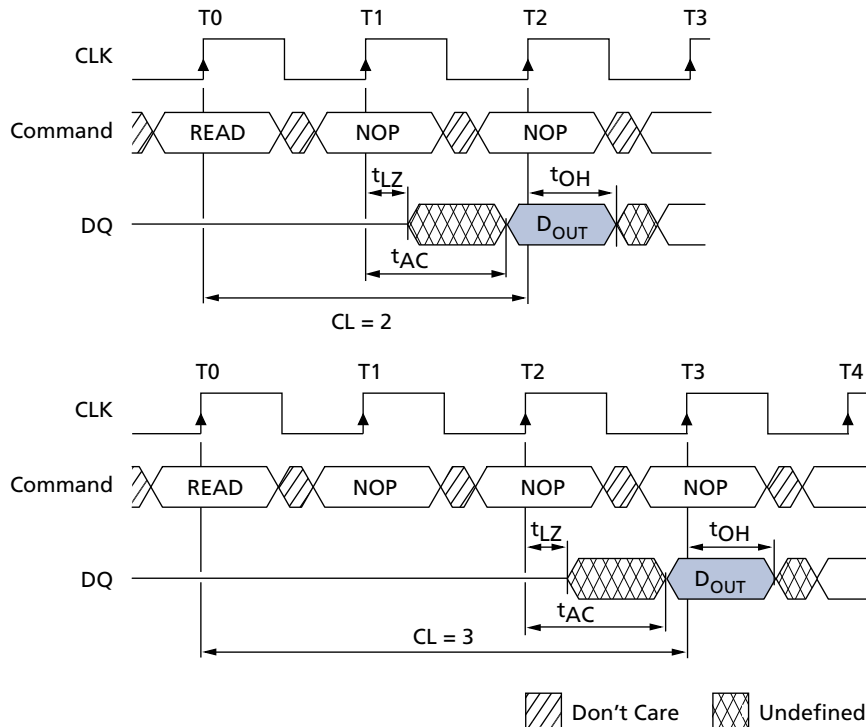 T0 T1 T2 T3
CLK
Command READ NOP NOP
tLZ tOH
DQ DOUT
tAC
CL = 2
T0 T1 T2 T3 T4
CLK
Command READ NOP NOP NOP
tLZ tOH
DQ DOUT
tAC
CL = 3
Don't Care Undefined